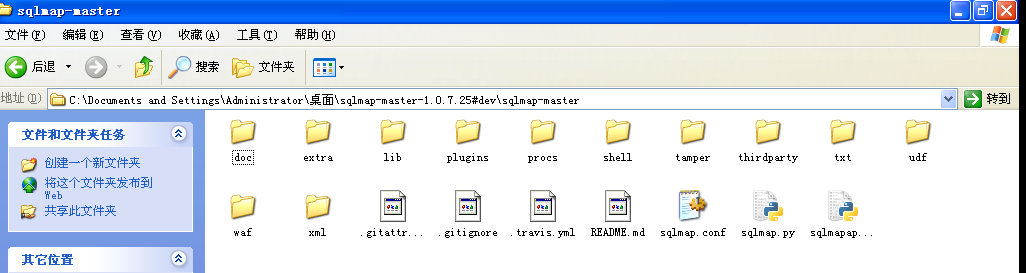 sqlmap-master
文件(F) 编辑(E) 查看(V) 收藏(A) 工具(T) 帮助(H)
后退 搜索 文件夹
地址(D) C:\Documents and Settings\Administrator\桌面\sqlmap-master-1.0.7.25#dev\sqlmap-master 转到
文件和文件夹任务
创建一个新文件夹
将这个文件夹发布到
Web
共享此文件夹
其它位置
doc extra lib plugins procs shell tamper thirdparty txt udf
waf xml .gitattr... .gitignore .travis.yml README.md sqlmap.conf sqlmap.py sqlmapap...